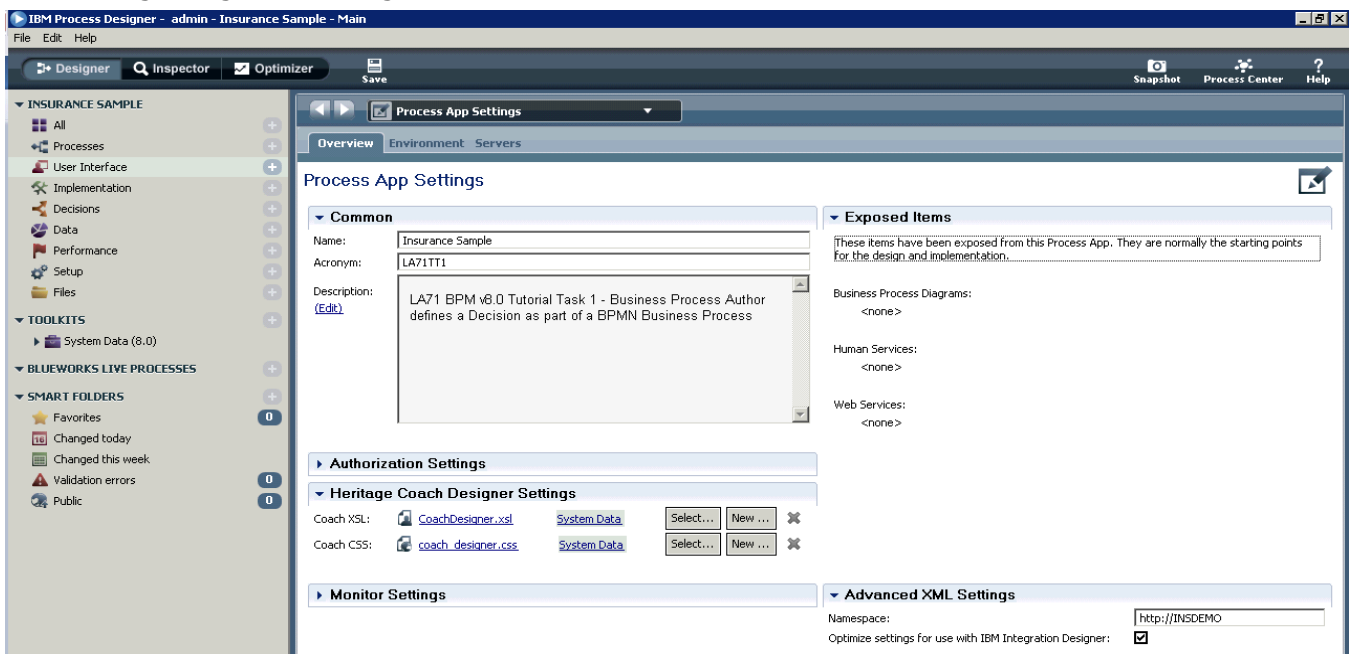 IBM Process Designer - admin - Insurance Sample - Main
File Edit Help
Designer Inspector Optimizer Save Snapshot Process Center Help
INSURANCE SAMPLE
All
Processes
User Interface
Implementation
Decisions
Data
Performance
Setup
Files
TOOLKITS
System Data (8.0)
BLUEWORKS LIVE PROCESSES
SMART FOLDERS
Favorites 0
Changed today
Changed this week
Validation errors 0
Public 0
Process App Settings
Overview Environment Servers
Process App Settings
Common
Name: Insurance Sample
Acronym: LA71TT1
Description: LA71 BPM v8.0 Tutorial Task 1 - Business Process Author
(Edit) defines a Decision as part of a BPMN Business Process
Authorization Settings
Heritage Coach Designer Settings
Coach XSL: CoachDesigner.xsl System Data Select... New ...
Coach CSS: coach_designer.css System Data Select... New ...
Monitor Settings
Exposed Items
These items have been exposed from this Process App. They are normally the starting points
for the design and implementation.
Business Process Diagrams:
<none>
Human Services:
<none>
Web Services:
<none>
Advanced XML Settings
Namespace: http://INSDEMO
Optimize settings for use with IBM Integration Designer: